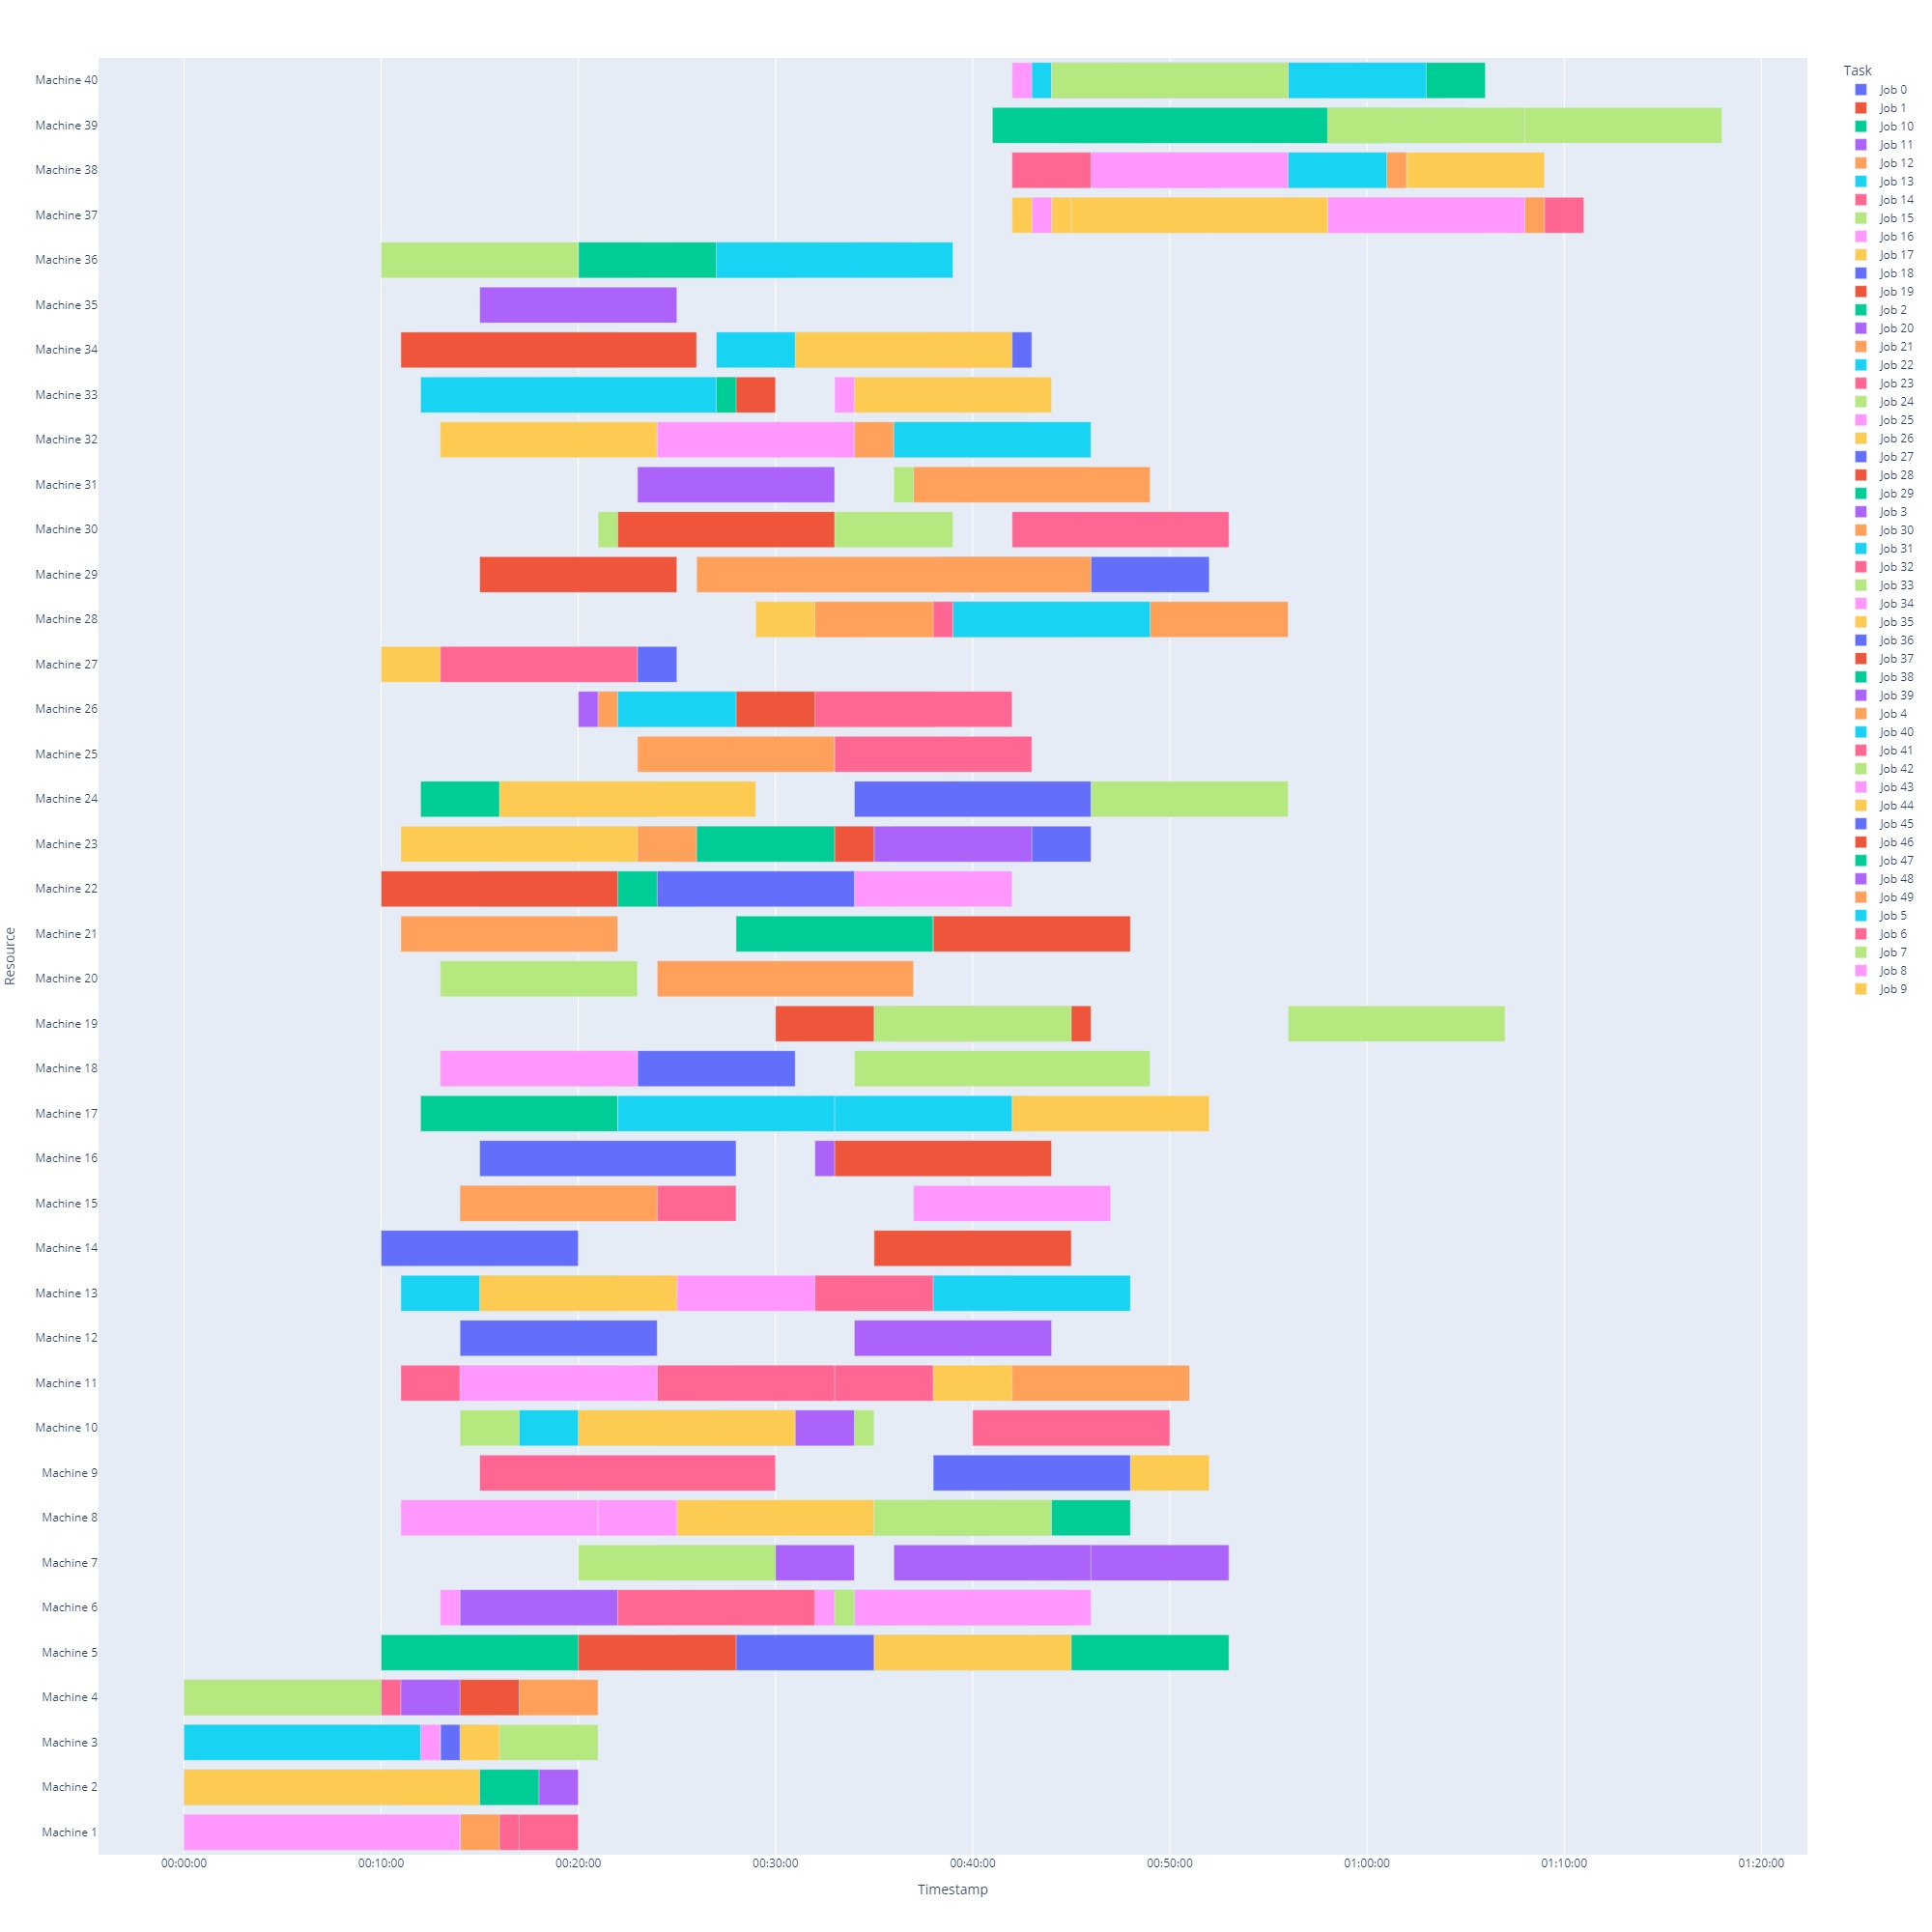 Machine 40
Machine 39
Machine 38
Machine 37
Machine 36
Machine 35
Machine 34
Machine 33
Machine 32
Machine 31
Machine 30
Machine 29
Machine 28
Machine 27
Machine 26
Machine 25
Machine 24
Machine 23
Machine 22
Machine 21
Machine 20
Machine 19
Machine 18
Machine 17
Machine 16
Machine 15
Machine 14
Machine 13
Machine 12
Machine 11
Machine 10
Machine 9
Machine 8
Machine 7
Machine 6
Machine 5
Machine 4
Machine 3
Machine 2
Machine 1
Resource
00:00:00
00:10:00
00:20:00
00:30:00
00:40:00
00:50:00
01:00:00
01:10:00
01:20:00
Timestamp
Task
Job 0
Job 1
Job 10
Job 11
Job 12
Job 13
Job 14
Job 15
Job 16
Job 17
Job 18
Job 19
Job 2
Job 20
Job 21
Job 22
Job 23
Job 24
Job 25
Job 26
Job 27
Job 28
Job 29
Job 3
Job 30
Job 31
Job 32
Job 33
Job 34
Job 35
Job 36
Job 37
Job 38
Job 39
Job 4
Job 40
Job 41
Job 42
Job 43
Job 44
Job 45
Job 46
Job 47
Job 48
Job 49
Job 5
Job 6
Job 7
Job 8
Job 9